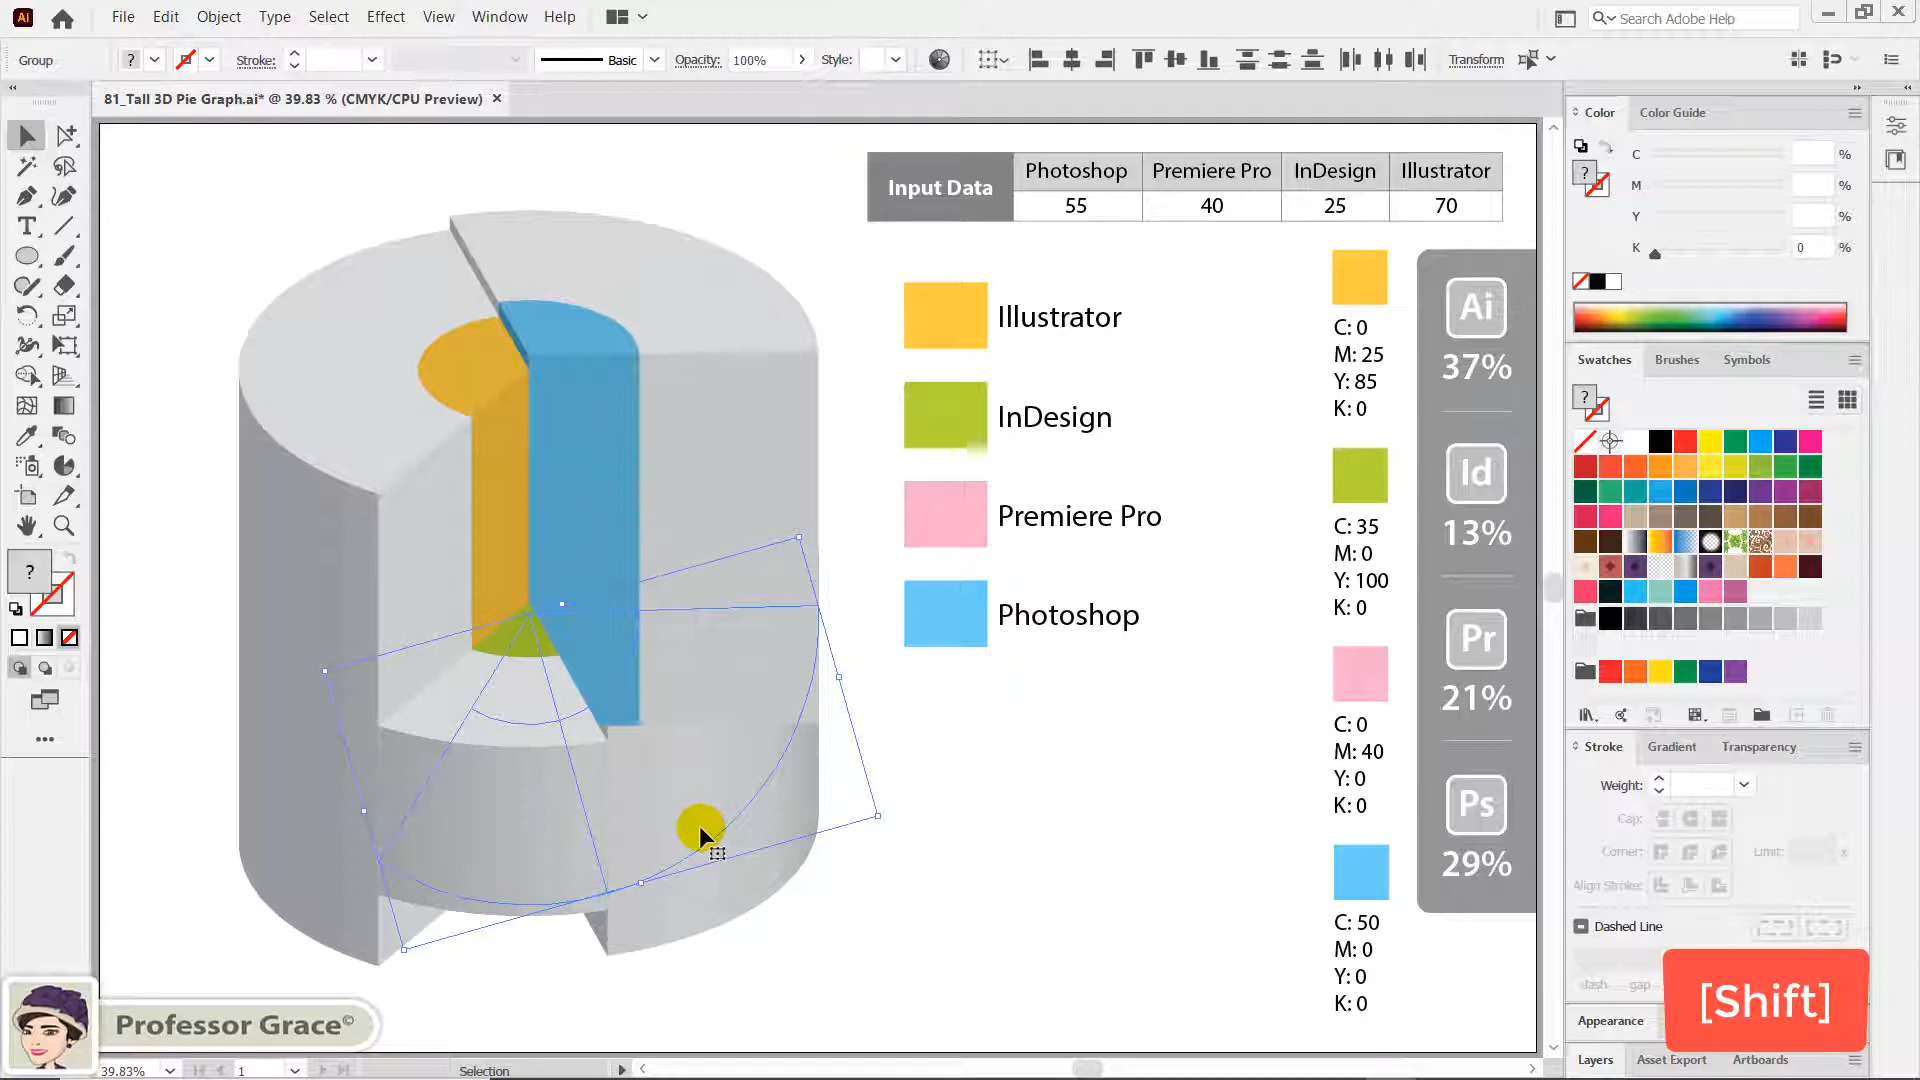 Ai
File Edit Object Type Select Effect View Window Help
Search Adobe Help
Group
?
Stroke:
Basic
Opacity: 100%
Style:
Transform
81_Tall 3D Pie Graph.ai* @ 39.83 % (CMYK/CPU Preview)
Color Color Guide
C %
M %
Y %
K 0 %
Input Data Photoshop Premiere Pro InDesign Illustrator
55 40 25 70
Illustrator
InDesign
Premiere Pro
Photoshop
C: 0
M: 25
Y: 85
K: 0
C: 35
M: 0
Y: 100
K: 0
C: 0
M: 40
Y: 0
K: 0
C: 50
M: 0
Y: 0
K: 0
Ai
37%
Id
13%
Pr
21%
Ps
29%
Swatches Brushes Symbols
Stroke Gradient Transparency
Weight:
Cap:
Corner: Limit: x
Align Stroke:
Dashed Line
gap
[Shift]
Appearance
Layers Asset Export Artboards
Professor Grace©
39.83% 1 Selection